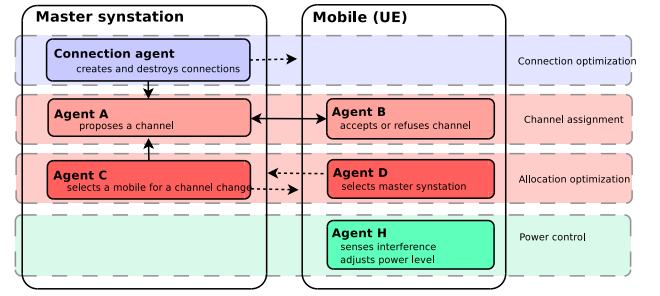 Master synstation
Mobile (UE)
Connection agent
creates and destroys connections
Connection optimization
Agent A
proposes a channel
Agent B
accepts or refuses channel
Channel assignment
Agent C
selects a mobile for a channel change
Agent D
selects master synstation
Allocation optimization
Agent H
senses interference
adjusts power level
Power control